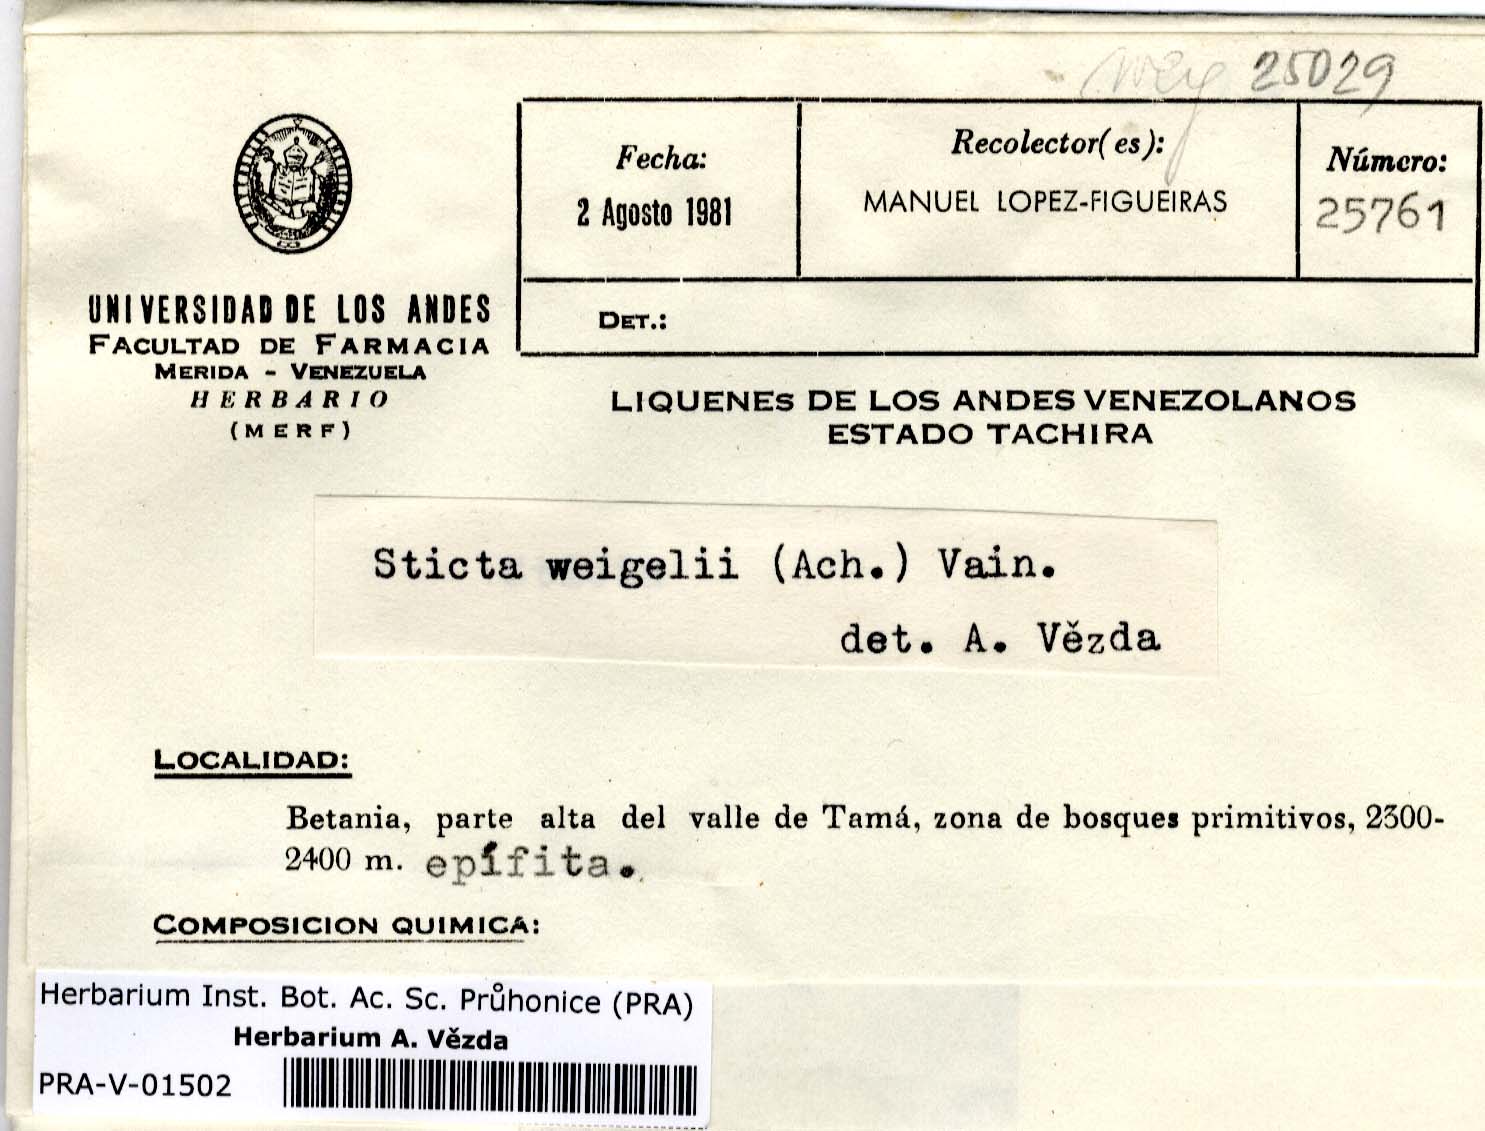 weig 25029
Fecha:
2 Agosto 1981
Recolector(es):
MANUEL LOPEZ-FIGUEIRAS
Número:
25761
DET.:
UNIVERSIDAD DE LOS ANDES
FACULTAD DE FARMACIA
MERIDA - VENEZUELA
HERBARIO
(MERF)
LIQUENES DE LOS ANDES VENEZOLANOS
ESTADO TACHIRA
Sticta weigelii (Ach.) Vain.
det. A. Vězda
LOCALIDAD:
Betania, parte alta del valle de Tamá, zona de bosques primitivos, 2300-
2400 m. epífita.
COMPOSICION QUIMICA:
Herbarium Inst. Bot. Ac. Sc. Průhonice (PRA)
Herbarium A. Vězda
PRA-V-01502